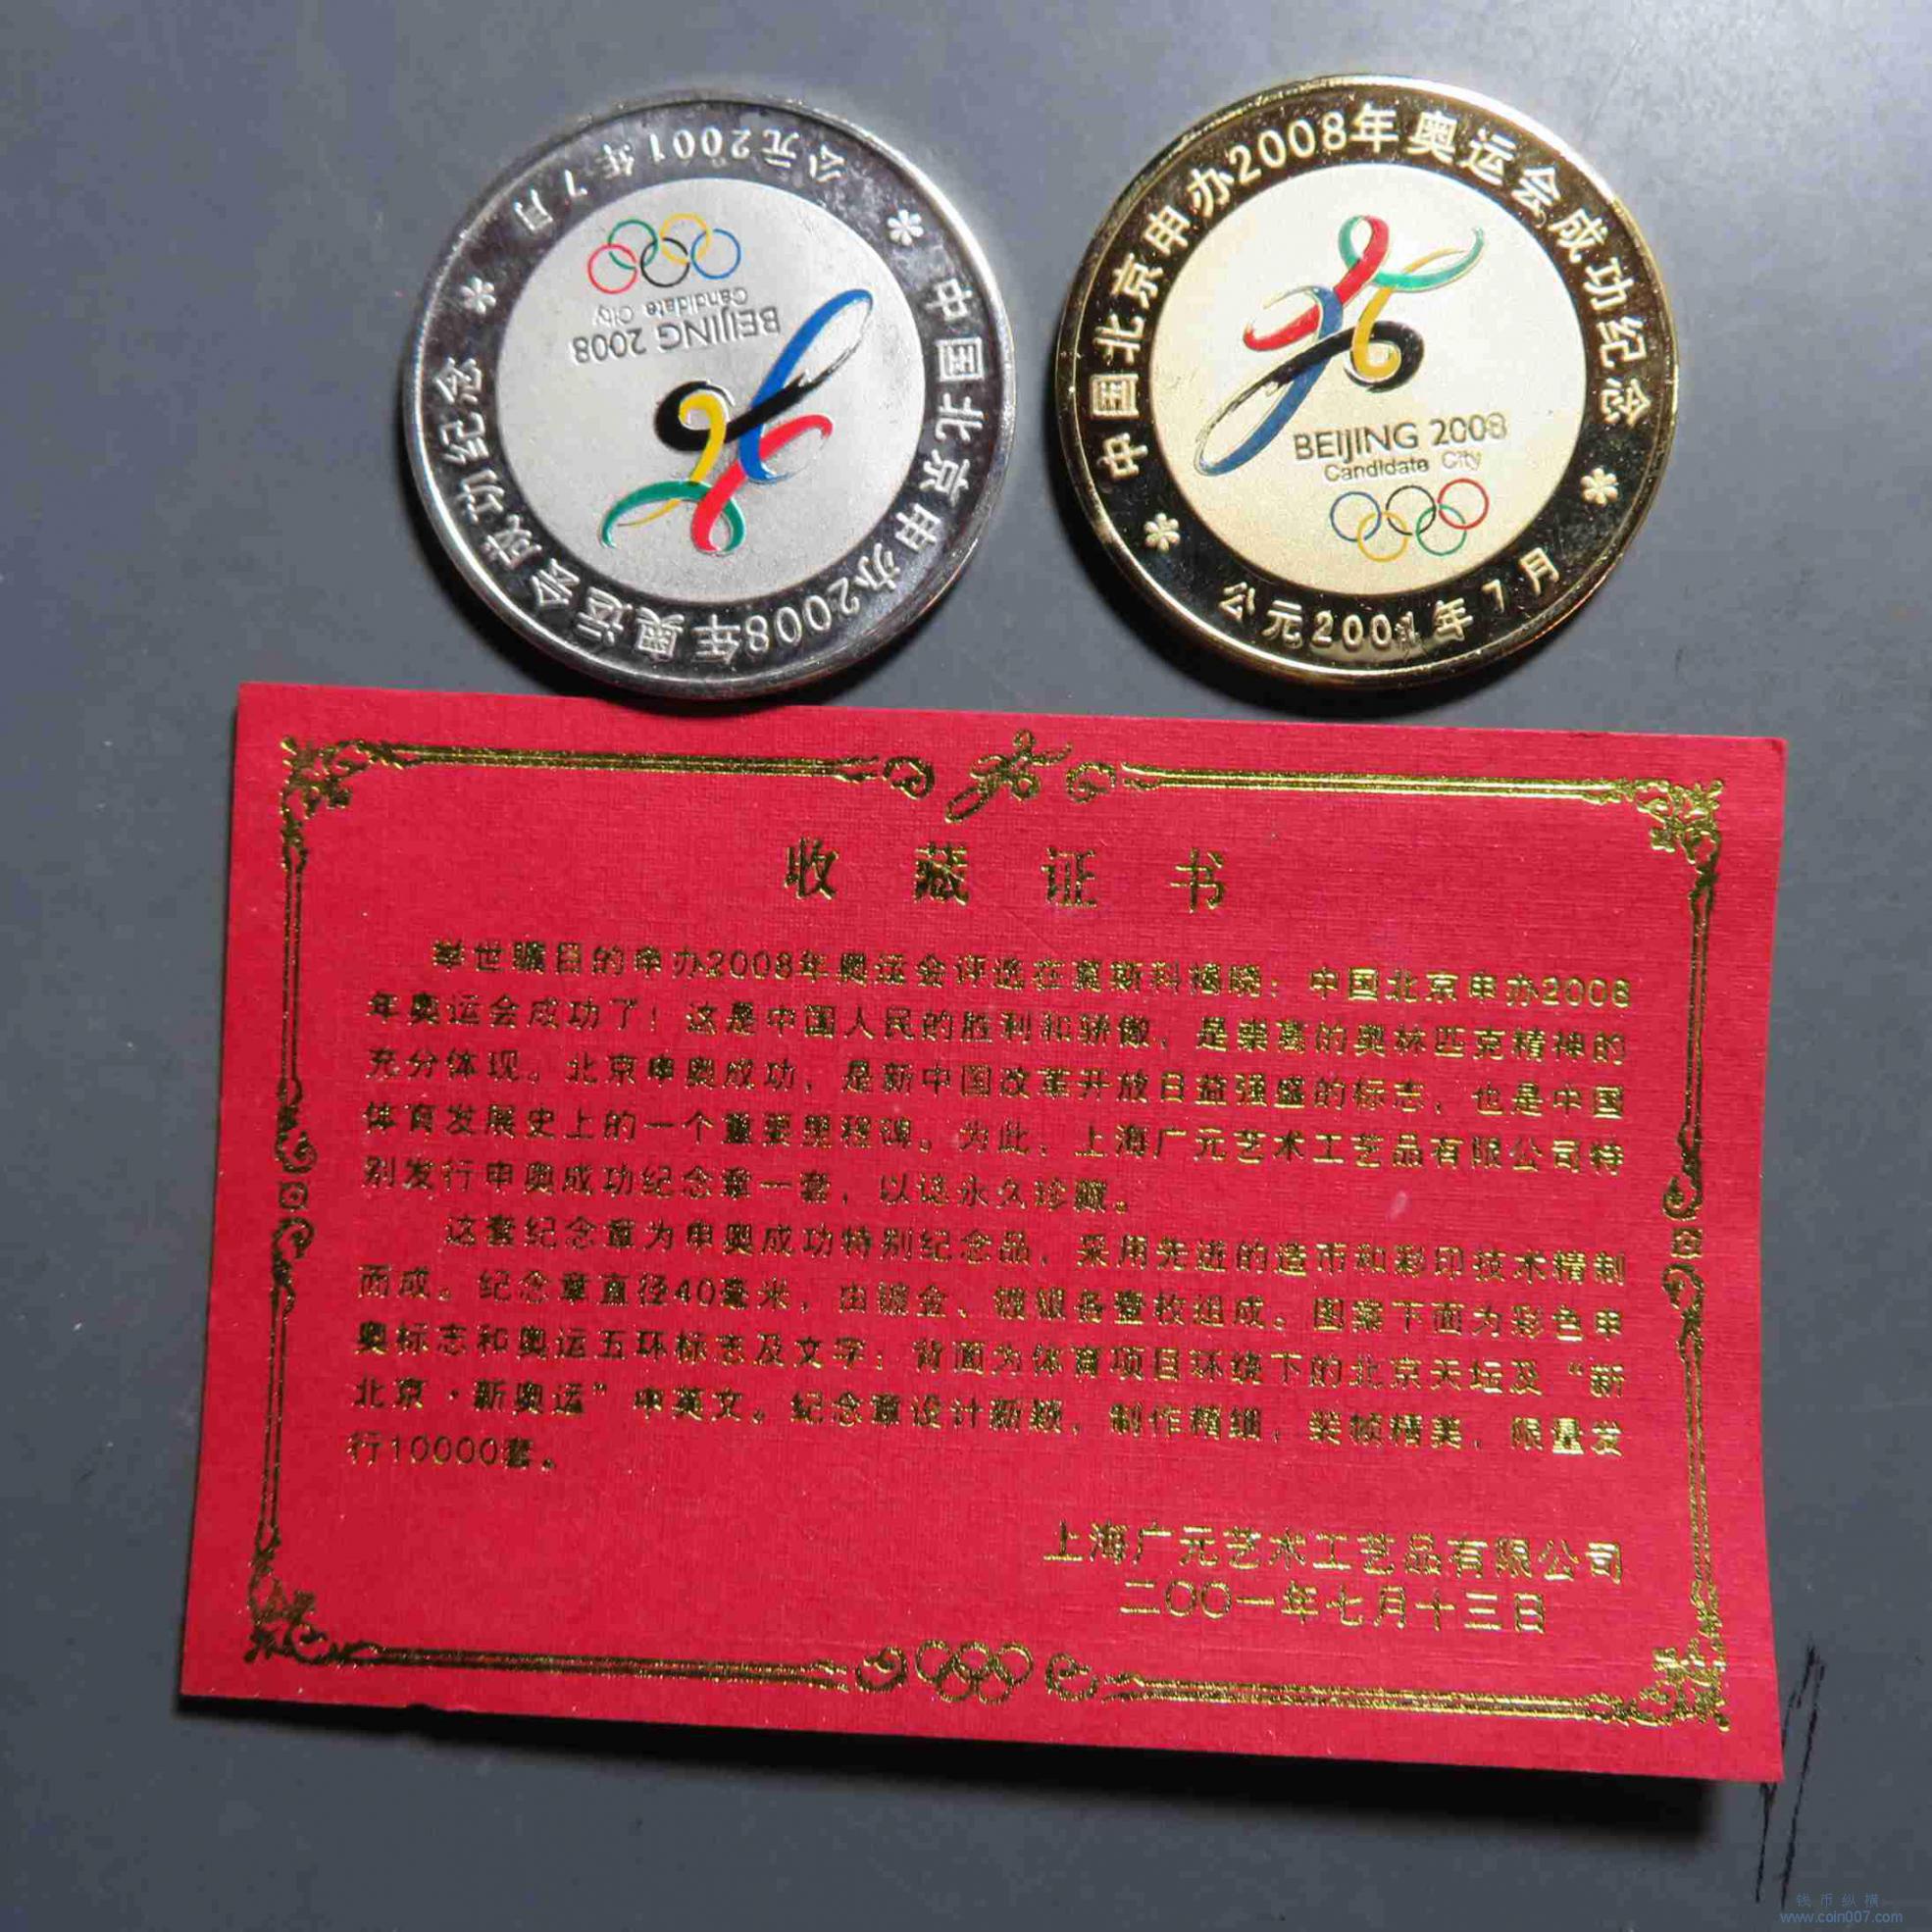 公元2001年7月
中国北京申办2008年奥运会成功纪念
BEIJING 2008
Candidate City
中国北京申办2008年奥运会成功纪念
BEIJING 2008
Candidate City
公元2001年7月
收藏证书
举世瞩目的申办2008年奥运会评选在莫斯科揭晓：中国北京申办2008
年奥运会成功了！这是中国人民的胜利和骄傲，是崇高的奥林匹克精神的
充分体现。北京申奥成功，是新中国改革开放日益强盛的标志，也是中国
体育发展史上的一个重要里程碑。为此，上海广元艺术工艺品有限公司特
别发行申奥成功纪念章一套，以志永久珍藏。
这套纪念章为申奥成功特别纪念品，采用先进的造币和彩印技术精制
而成。纪念章直径40毫米，由镀金、镀银各壹枚组成。图案下面为彩色申
奥标志和奥运五环标志及文字；背面为体育项目环绕下的北京天坛及“新
北京·新奥运”中英文。纪念章设计新颖，制作精细，装帧精美，限量发
行10000套。
上海广元艺术工艺品有限公司
二〇〇一年七月十三日
钱币纵横
www.coin007.com